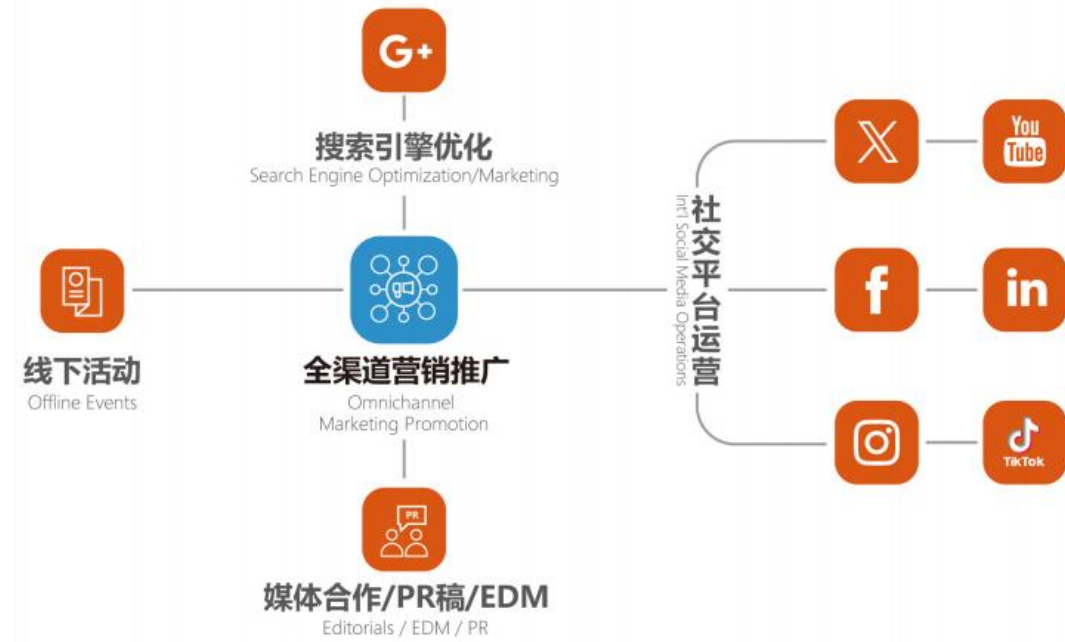 G+
搜索引擎优化
Search Engine Optimization/Marketing
线下活动
Offline Events
全渠道营销推广
Omnichannel
Marketing Promotion
PR
媒体合作/PR稿/EDM
Editorials / EDM / PR
社交平台运营
Int'l Social Media Operations
X
You
Tube
f
in
TikTok